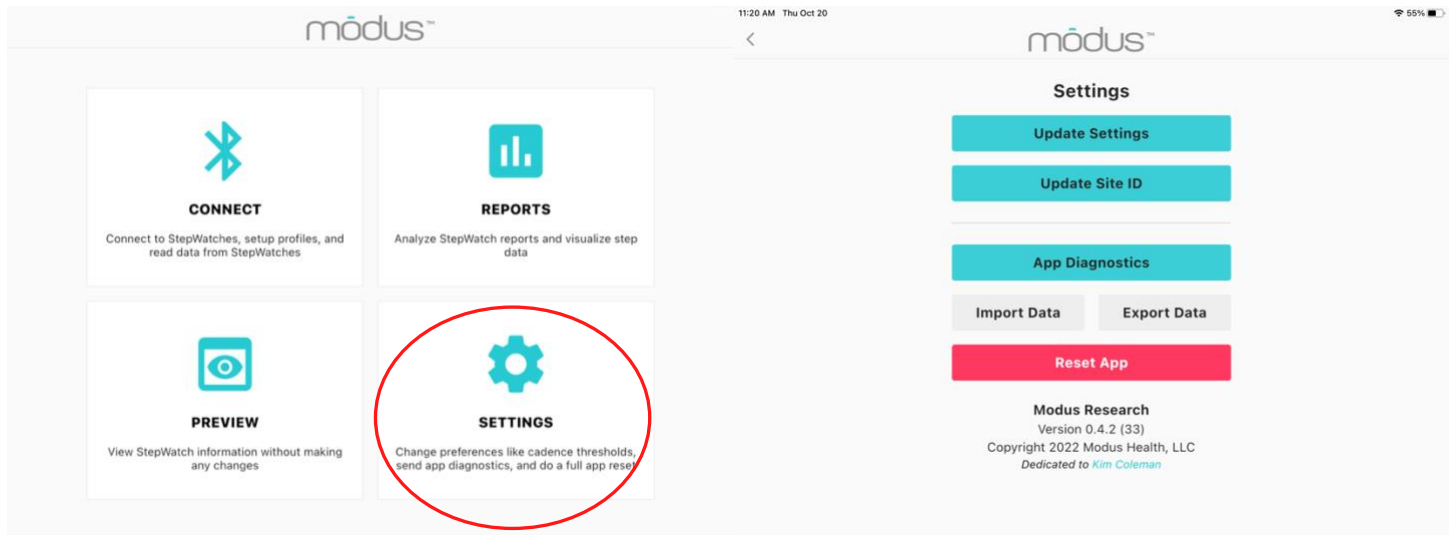 mōdus™
CONNECT
Connect to StepWatches, setup profiles, and
read data from StepWatches
REPORTS
Analyze StepWatch reports and visualize step
data
PREVIEW
View StepWatch information without making
any changes
SETTINGS
Change preferences like cadence thresholds,
send app diagnostics, and do a full app reset
11:20 AM Thu Oct 20
55%
mōdus™
Settings
Update Settings
Update Site ID
App Diagnostics
Import Data
Export Data
Reset App
Modus Research
Version 0.4.2 (33)
Copyright 2022 Modus Health, LLC
Dedicated to Kim Coleman